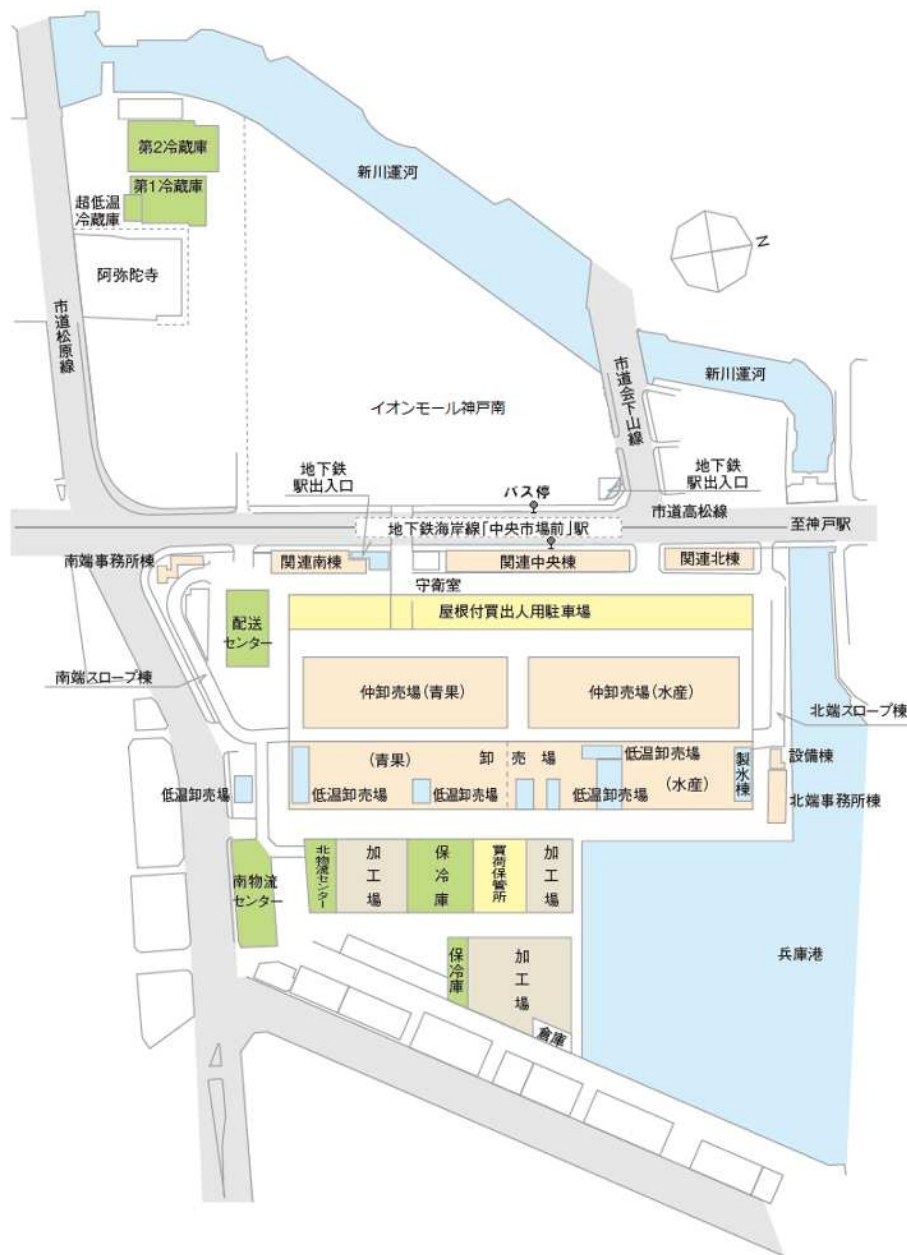 新川運河
第2冷蔵庫
第1冷蔵庫
超低温
冷蔵庫
N
阿弥陀寺
市道松原線
市道会下山線
新川運河
イオンモール神戸南
地下鉄
駅出入口
バス停
地下鉄
駅出入口
市道高松線
地下鉄海岸線「中央市場前」駅
至神戸駅
南端事務所棟
関連南棟
関連中央棟
関連北棟
守衛室
屋根付買出人用駐車場
配送
センター
南端スロープ棟
仲卸売場(青果)
仲卸売場(水産)
北端スロープ棟
(青果)
卸売場
低温卸売場
(水産)
製氷棟
設備棟
低温卸売場
低温卸売場
低温卸売場
低温卸売場
北端事務所棟
南物流
センター
北物流センター
加工場
保冷庫
買荷保管所
加工場
保冷庫
加工場
倉庫
兵庫港